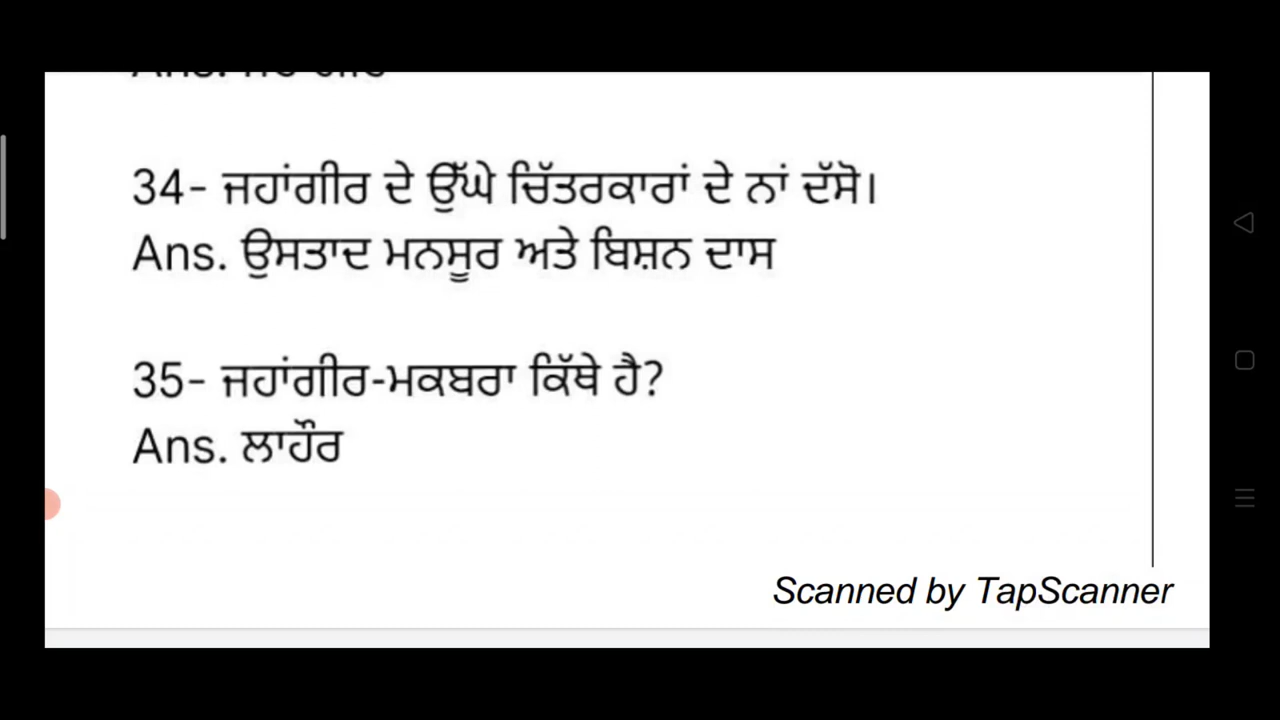 34- ਜਹਾਂਗੀਰ ਦੇ ਉੱਘੇ ਚਿੱਤਰਕਾਰਾਂ ਦੇ ਨਾਂ ਦੱਸੋ।
Ans. ਉਸਤਾਦ ਮਨਸੂਰ ਅਤੇ ਬਿਸ਼ਨ ਦਾਸ
35- ਜਹਾਂਗੀਰ-ਮਕਬਰਾ ਕਿੱਥੇ ਹੈ?
Ans. ਲਾਹੌਰ
Scanned by TapScanner